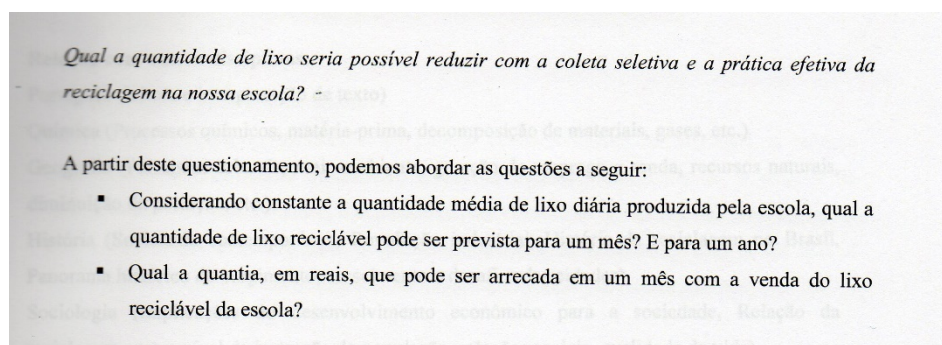 Qual a quantidade de lixo seria possível reduzir com a coleta seletiva e a prática efetiva da
reciclagem na nossa escola?
A partir deste questionamento, podemos abordar as questões a seguir:
▪ Considerando constante a quantidade média de lixo diária produzida pela escola, qual a
quantidade de lixo reciclável pode ser prevista para um mês? E para um ano?
▪ Qual a quantia, em reais, que pode ser arrecada em um mês com a venda do lixo
reciclável da escola?